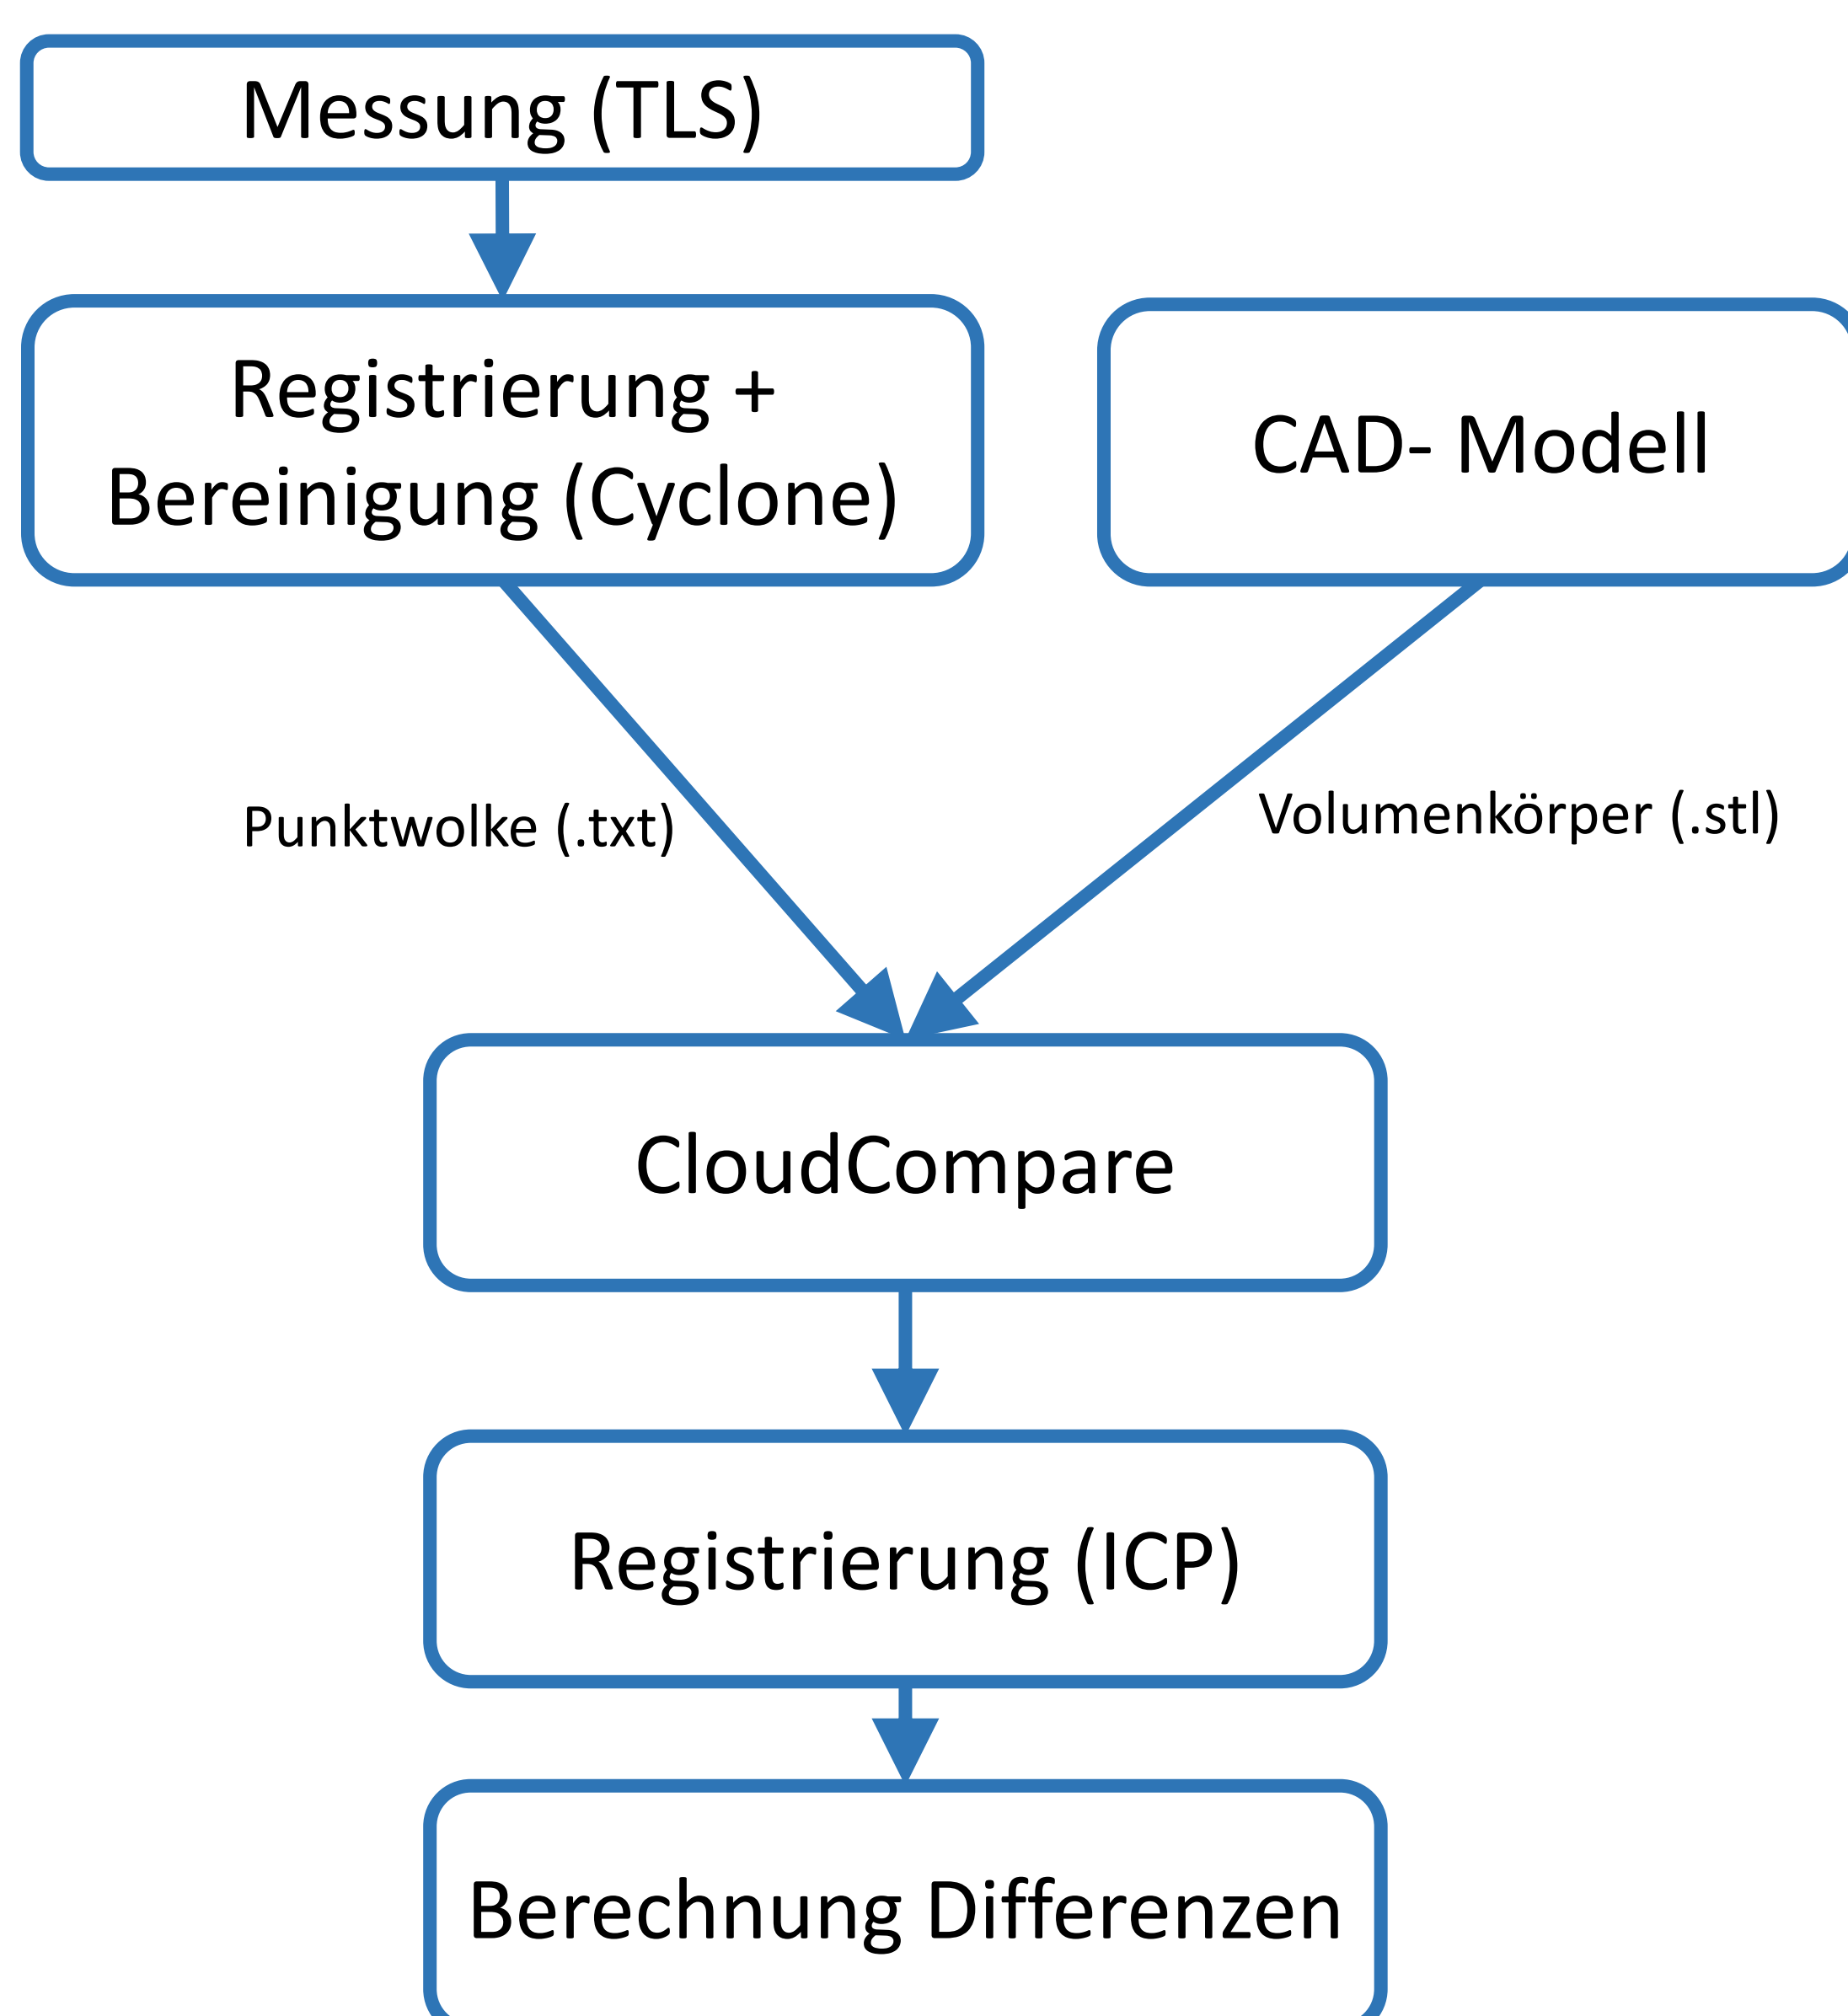 Messung (TLS)
Registrierung +
Bereinigung (Cyclone)
CAD- Modell
Punktwolke (.txt)
Volumenkörper (.stl)
CloudCompare
Registrierung (ICP)
Berechnung Differenzen